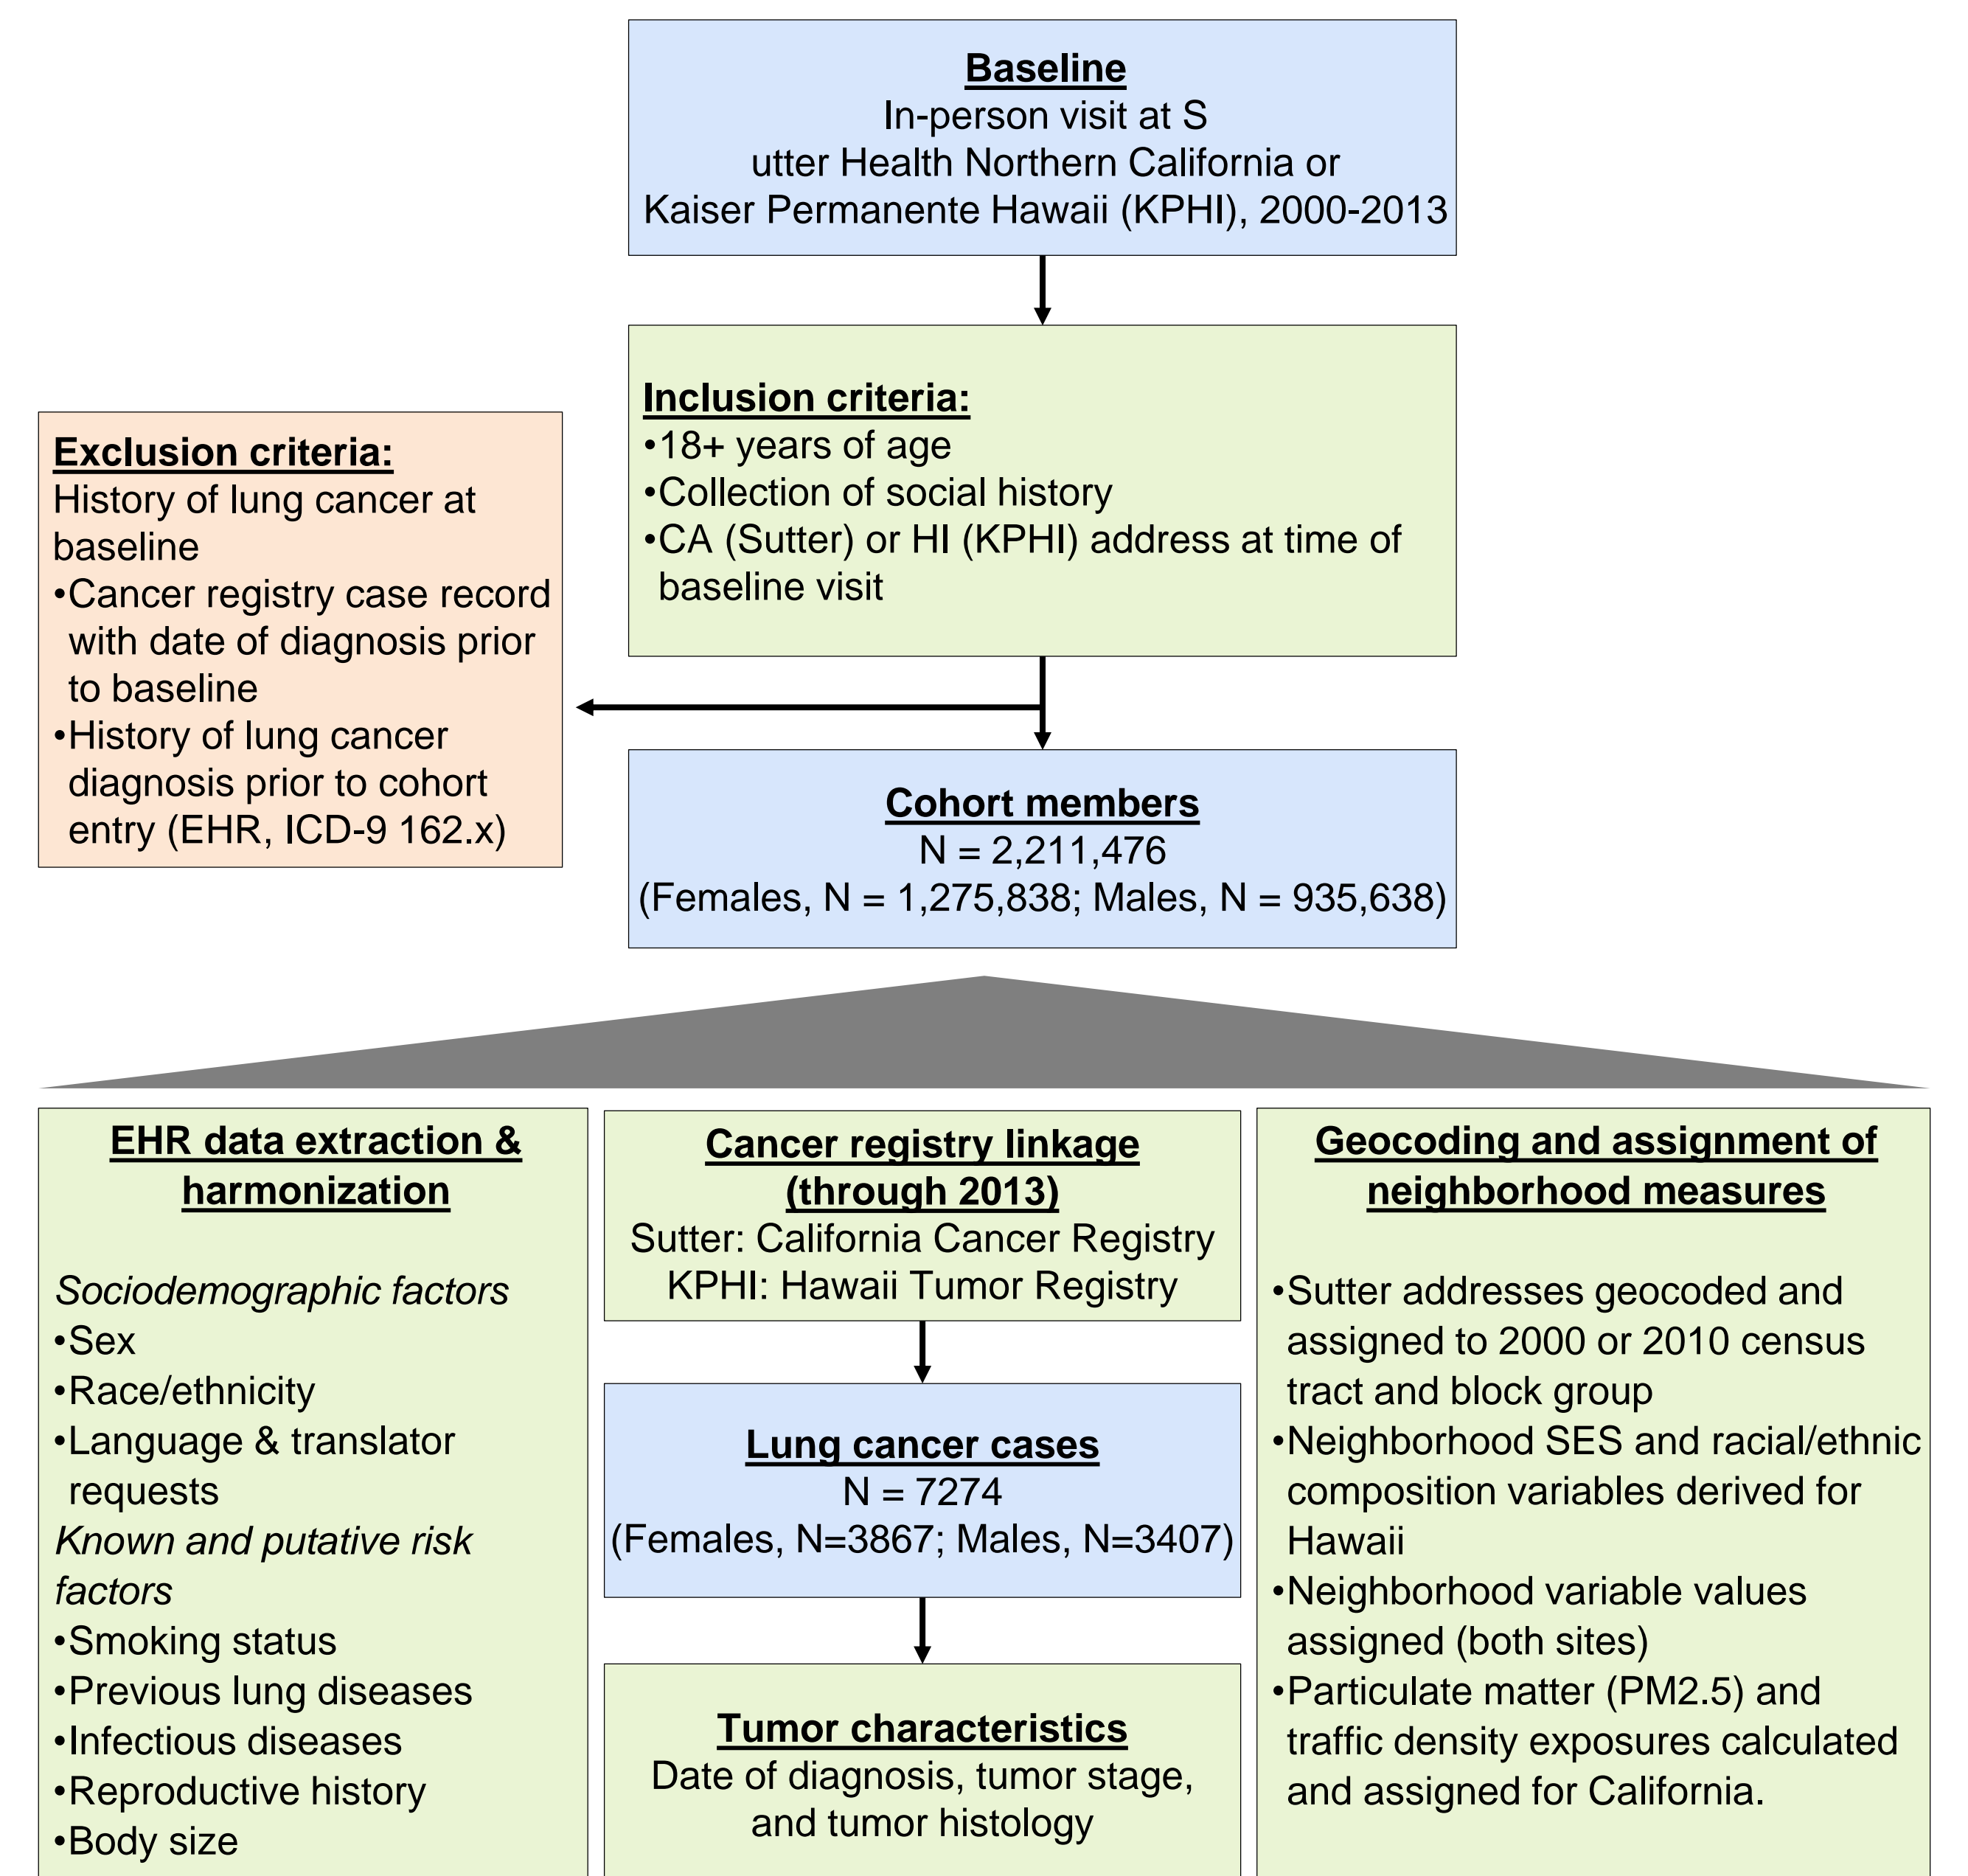 Baseline
In-person visit at S
utter Health Northern California or
Kaiser Permanente Hawaii (KPHI), 2000-2013
Inclusion criteria:
•18+ years of age
•Collection of social history
•CA (Sutter) or HI (KPHI) address at time of
baseline visit
Exclusion criteria:
History of lung cancer at
baseline
•Cancer registry case record
with date of diagnosis prior
to baseline
•History of lung cancer
diagnosis prior to cohort
entry (EHR, ICD-9 162.x)
Cohort members
N = 2,211,476
(Females, N = 1,275,838; Males, N = 935,638)
EHR data extraction &
harmonization
Sociodemographic factors
•Sex
•Race/ethnicity
•Language & translator
requests
Known and putative risk
factors
•Smoking status
•Previous lung diseases
•Infectious diseases
•Reproductive history
•Body size
Cancer registry linkage
(through 2013)
Sutter: California Cancer Registry
KPHI: Hawaii Tumor Registry
Lung cancer cases
N = 7274
(Females, N=3867; Males, N=3407)
Tumor characteristics
Date of diagnosis, tumor stage,
and tumor histology
Geocoding and assignment of
neighborhood measures
•Sutter addresses geocoded and
assigned to 2000 or 2010 census
tract and block group
•Neighborhood SES and racial/ethnic
composition variables derived for
Hawaii
•Neighborhood variable values
assigned (both sites)
•Particulate matter (PM2.5) and
traffic density exposures calculated
and assigned for California.